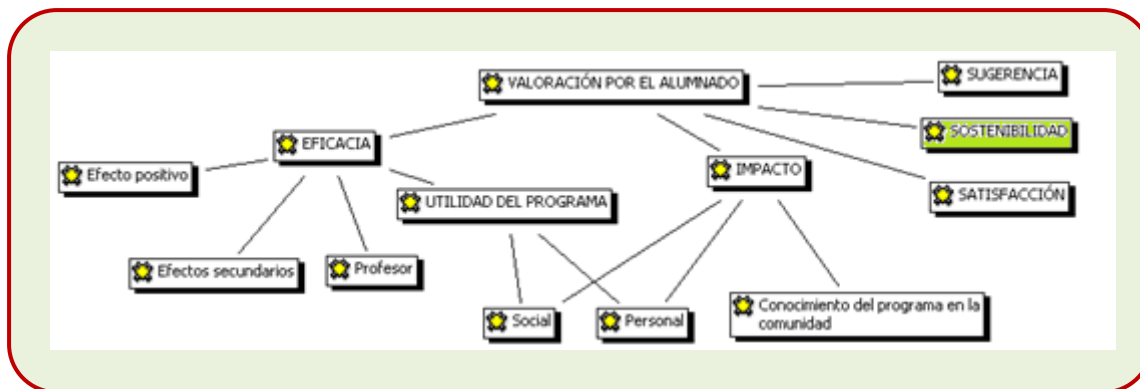 VALORACIÓN POR EL ALUMNADO
SUGERENCIA
SOSTENIBILIDAD
EFICACIA
Efecto positivo
IMPACTO
SATISFACCIÓN
UTILIDAD DEL PROGRAMA
Efectos secundarios
Profesor
Social
Personal
Conocimiento del programa en la
comunidad